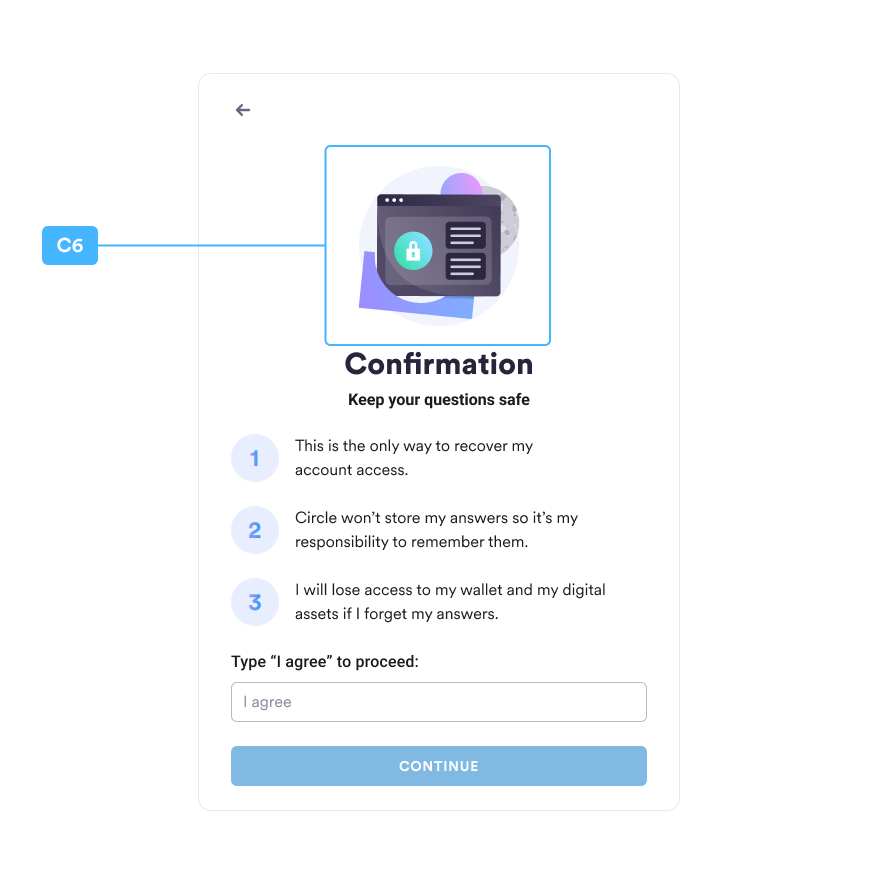 C6
Confirmation
Keep your questions safe
1
This is the only way to recover my
account access.
2
Circle won’t store my answers so it’s my
responsibility to remember them.
3
I will lose access to my wallet and my digital
assets if I forget my answers.
Type “I agree” to proceed:
I agree
CONTINUE